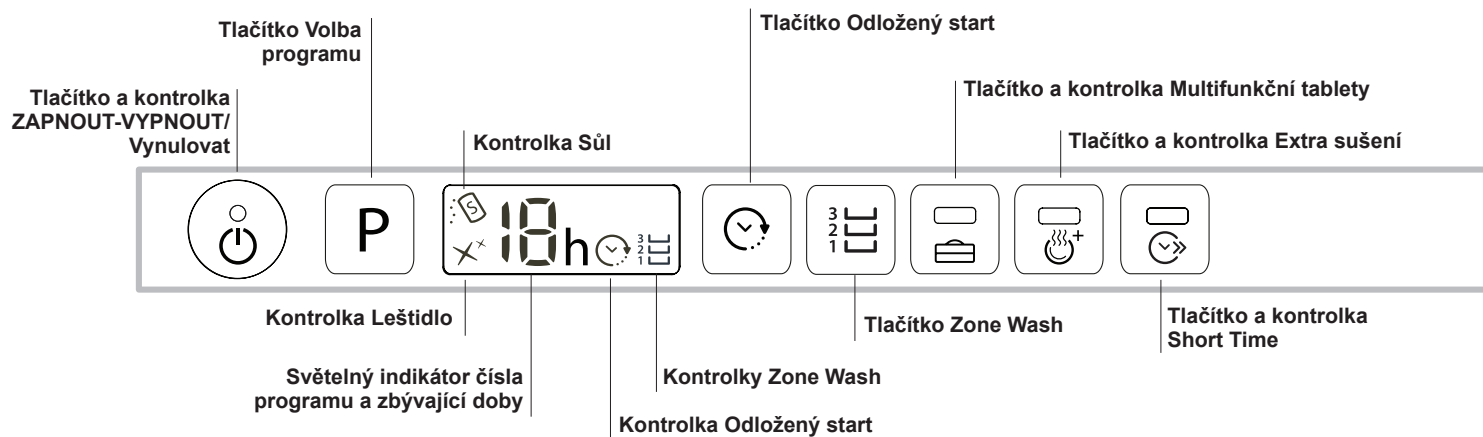 Tlačítko Odložený start
Tlačítko Volba
programu
Tlačítko a kontrolka Multifunkční tablety
Tlačítko a kontrolka
ZAPNOUT-VYPNOUT/
Vynulovat
Kontrolka Sůl
Tlačítko a kontrolka Extra sušení
P
S
18h
3
2
1
3
2
1
+
Kontrolka Leštidlo
Tlačítko Zone Wash
Tlačítko a kontrolka
Short Time
Světelný indikátor čísla
programu a zbývající doby
Kontrolky Zone Wash
Kontrolka Odložený start